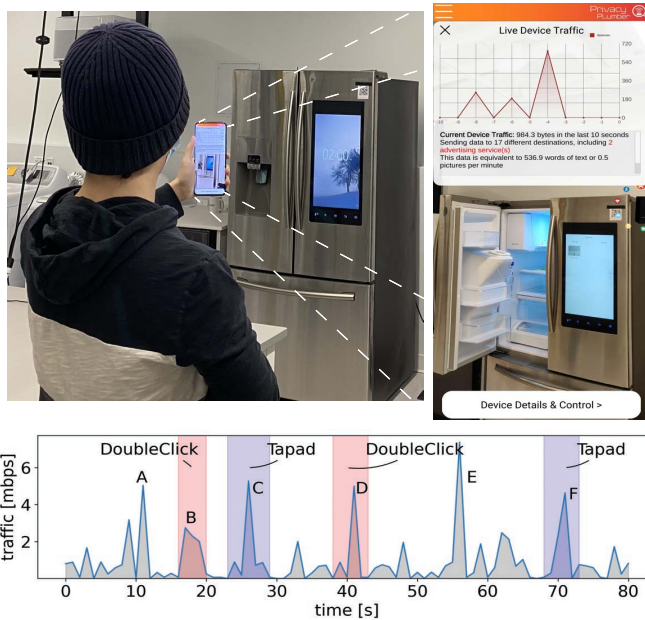 Privacy
Plumber
Live Device Traffic
720
540
360
180
0
Current Device Traffic: 984.3 bytes in the last 10 seconds
Sending data to 17 different destinations, including 2
advertising service(s)
This data is equivalent to 536.9 words of text or 0.5
pictures per minute
02:00
Device Details & Control >
DoubleClick
Tapad
DoubleClick
Tapad
A
B
C
D
E
F
traffic [mbps]
6
4
2
0 10 20 30 40 50 60 70 80
time [s]